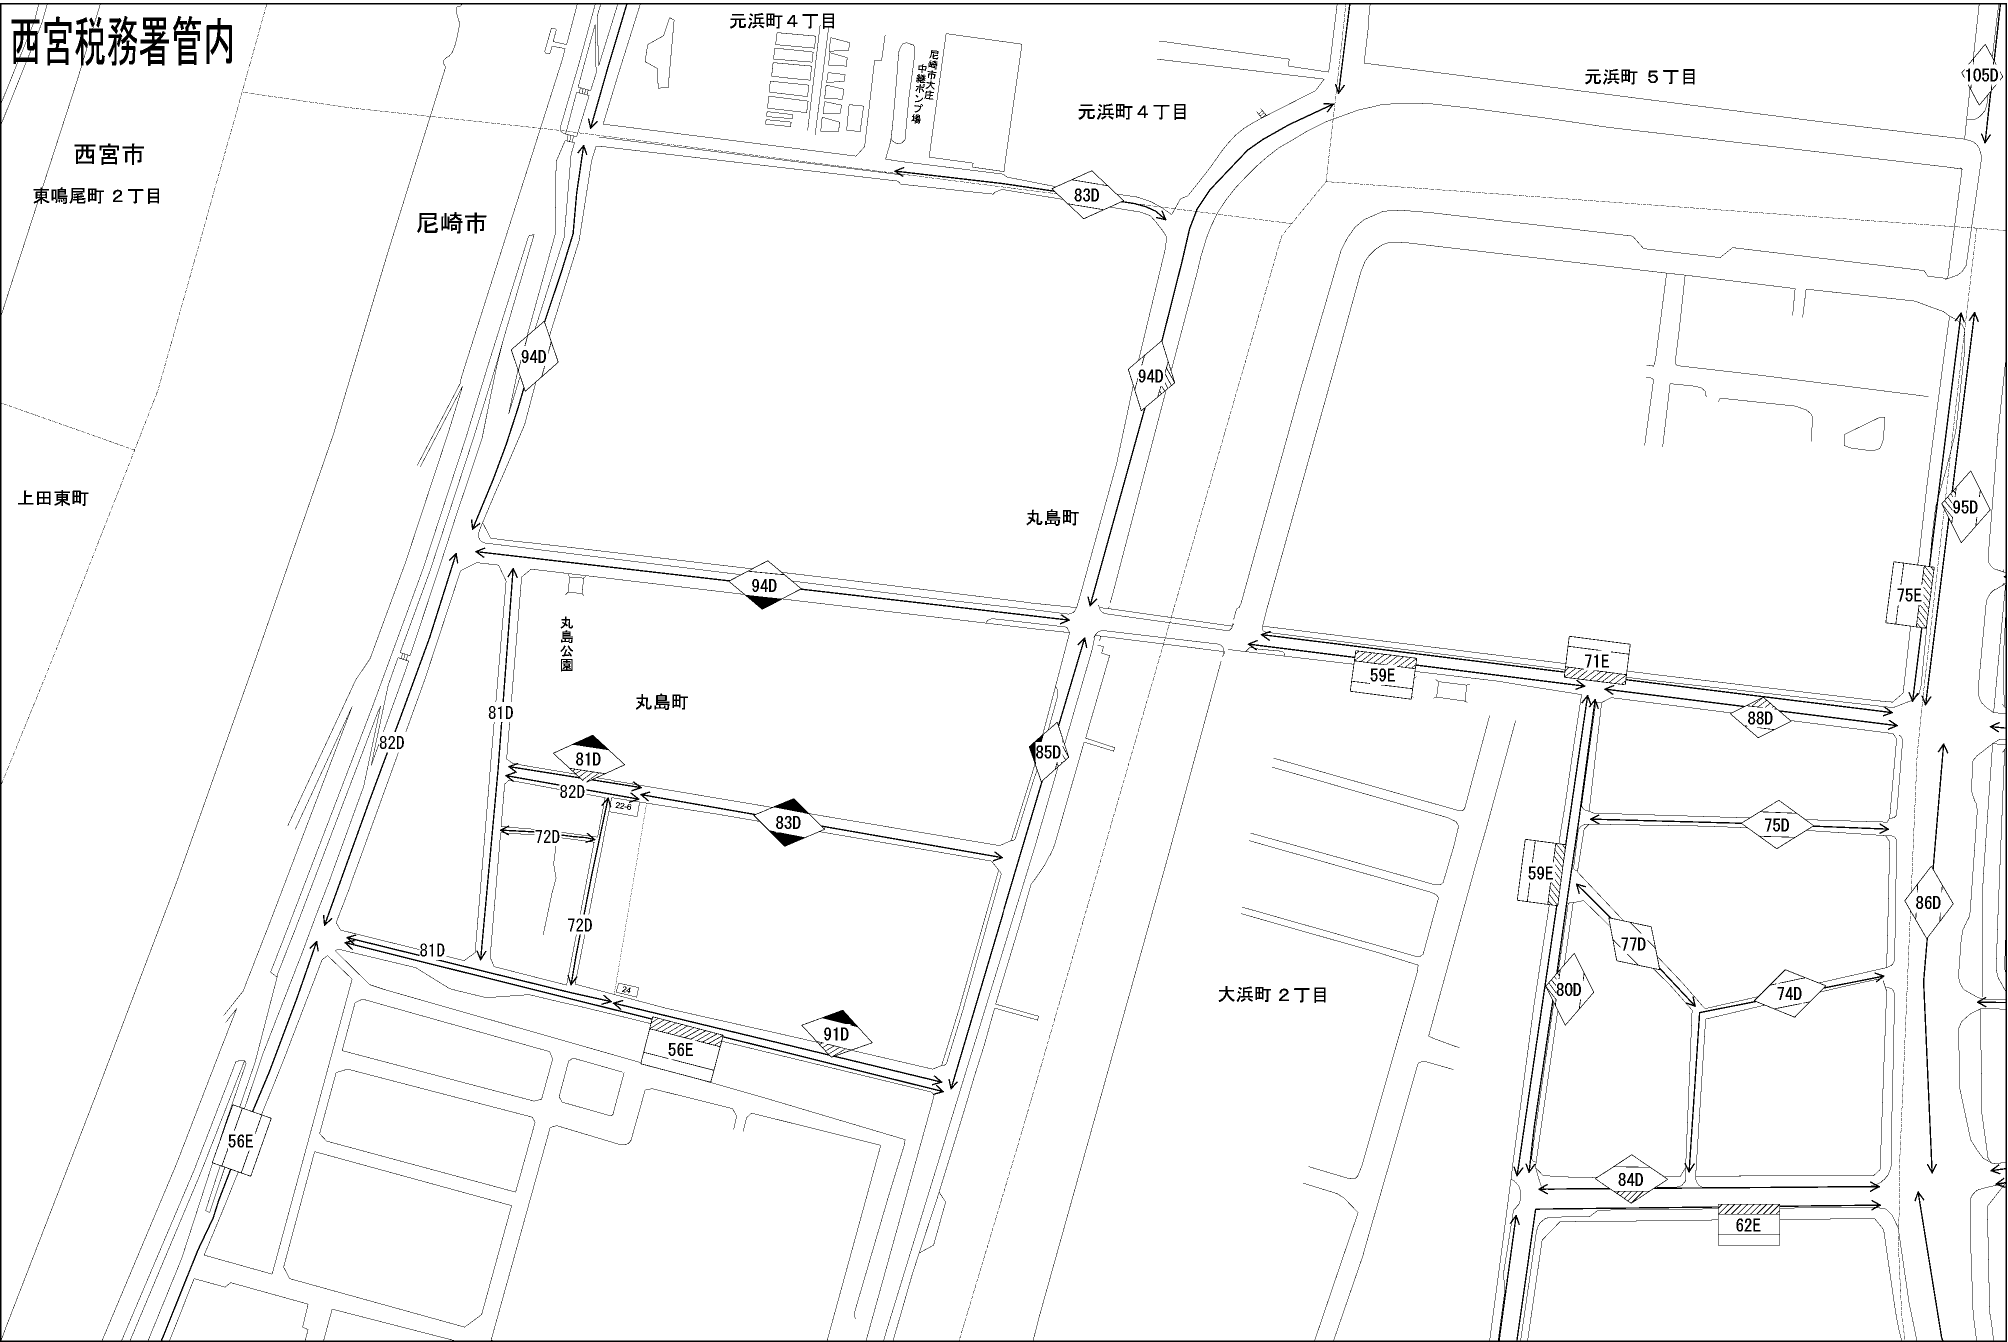 西宮税務署管内
元浜町４丁目
尼崎市大庄
中継ポンプ場
元浜町４丁目
元浜町 ５丁目
105D
西宮市
東鳴尾町 ２丁目
尼崎市
83D
94D
94D
上田東町
丸島町
95D
94D
75E
丸島公園
71E
59E
丸島町
81D
88D
82D
85D
81D
82D
22-6
83D
75D
72D
59E
86D
72D
77D
81D
80D
74D
24
大浜町 ２丁目
91D
56E
56E
84D
62E